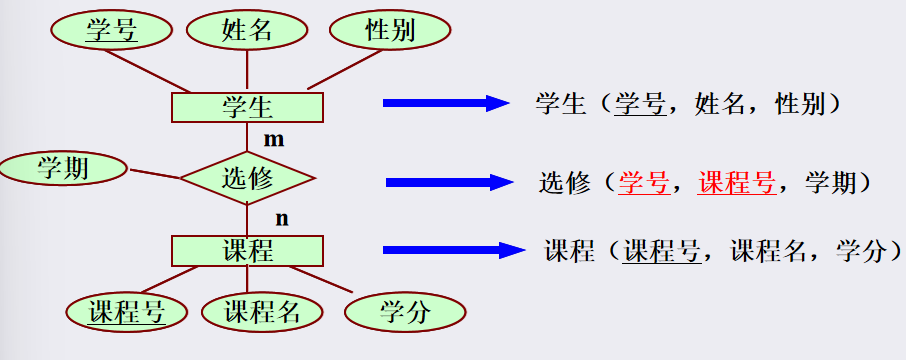 学号
姓名
性别
学生
学生（学号，姓名，性别）
m
学期
选修
选修（学号，课程号，学期）
n
课程
课程（课程号，课程名，学分）
课程号
课程名
学分